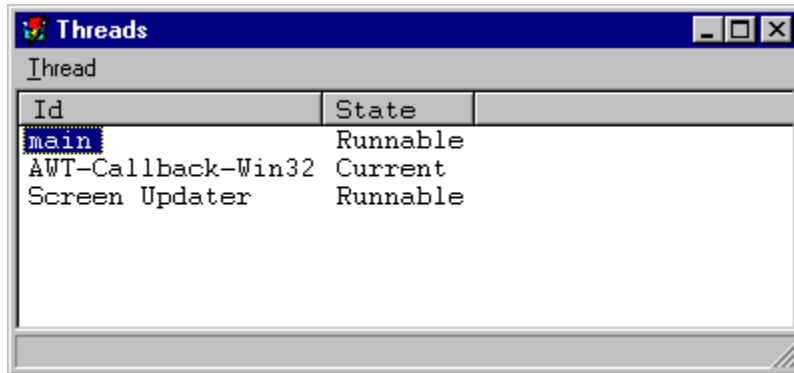 Threads
Thread
Id State
main Runnable
AWT-Callback-Win32 Current
Screen Updater Runnable